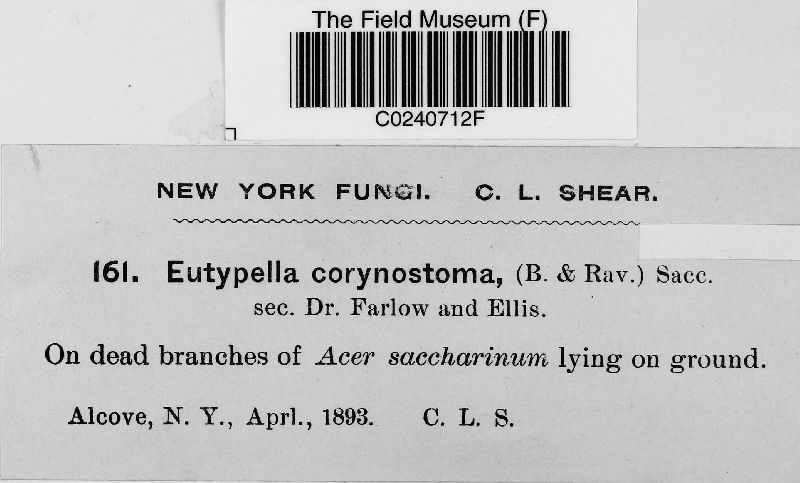 The Field Museum (F)
C0240712F
NEW YORK FUNGI. C. L. SHEAR.
161. Eutypella corynostoma, (B. & Rav.) Sacc.
sec. Dr. Farlow and Ellis.
On dead branches of Acer saccharinum lying on ground.
Alcove, N. Y., Aprl., 1893. C. L. S.